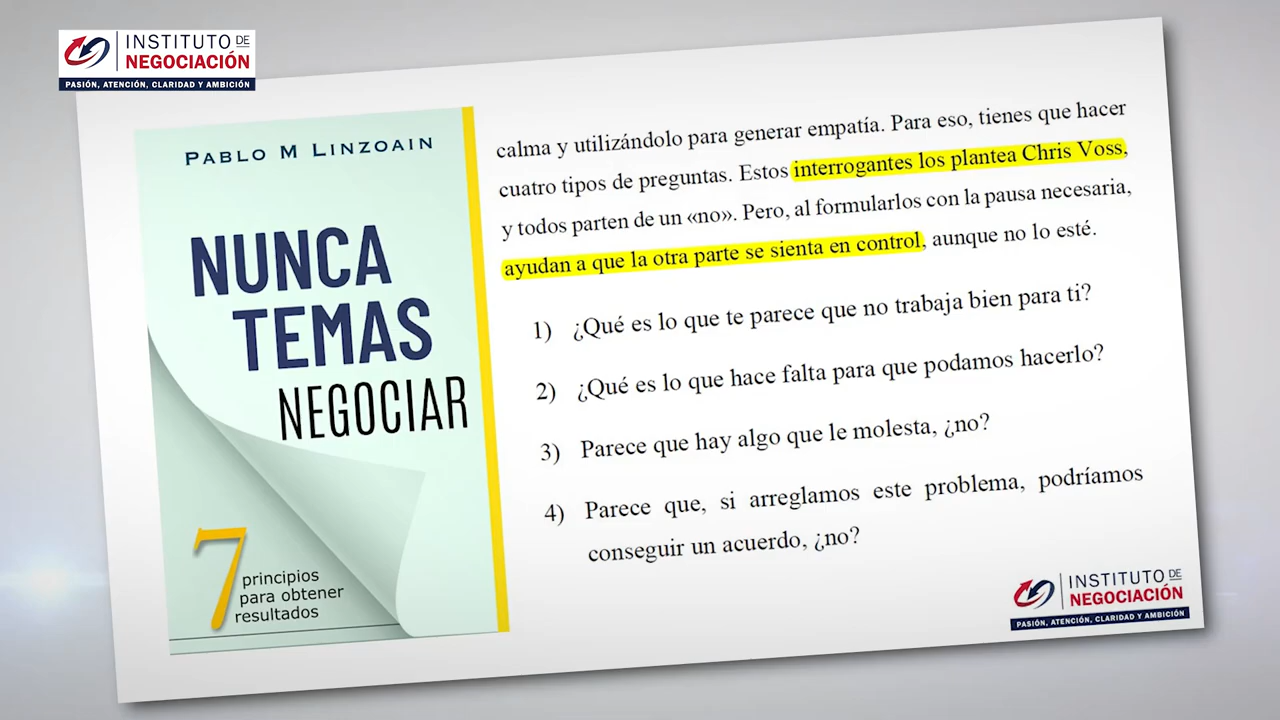 INSTITUTO DE
NEGOCIACIÓN
PASIÓN, ATENCIÓN, CLARIDAD Y AMBICIÓN
PABLO M LINZOAIN
NUNCA
TEMAS
NEGOCIAR
7
principios
para obtener
resultados
calma y utilizándolo para generar empatía. Para eso, tienes que hacer
cuatro tipos de preguntas. Estos interrogantes los plantea Chris Voss,
y todos parten de un «no». Pero, al formularlos con la pausa necesaria,
ayudan a que la otra parte se sienta en control, aunque no lo esté.
1) ¿Qué es lo que te parece que no trabaja bien para ti?
2) ¿Qué es lo que hace falta para que podamos hacerlo?
3) Parece que hay algo que le molesta, ¿no?
4) Parece que, si arreglamos este problema, podríamos
conseguir un acuerdo, ¿no?
INSTITUTO DE
NEGOCIACIÓN
PASIÓN, ATENCIÓN, CLARIDAD Y AMBICIÓN